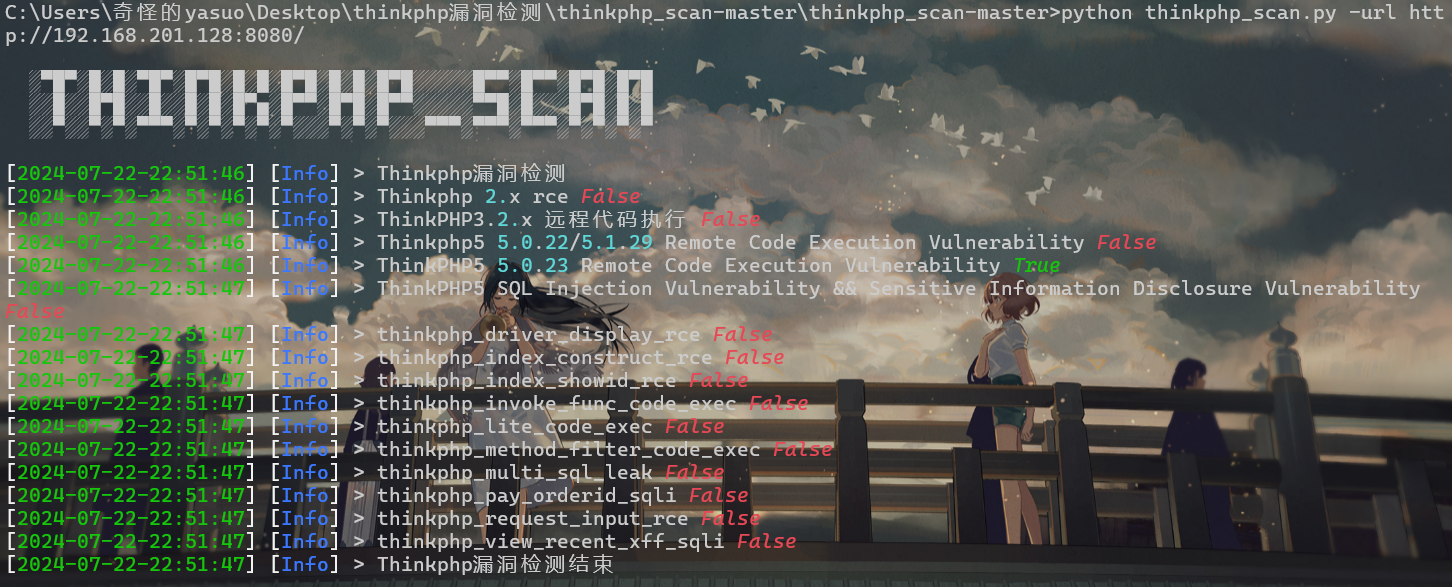 C:\Users\奇怪的yasuo\Desktop\thinkphp漏洞检测\thinkphp_scan-master\thinkphp_scan-master>python thinkphp_scan.py -url htt
p://192.168.201.128:8080/
THINKPHP_SCAN
[2024-07-22-22:51:46] [Info] > Thinkphp漏洞检测
[2024-07-22-22:51:46] [Info] > Thinkphp 2.x rce False
[2024-07-22-22:51:46] [Info] > ThinkPHP3.2.x 远程代码执行 False
[2024-07-22-22:51:46] [Info] > Thinkphp5 5.0.22/5.1.29 Remote Code Execution Vulnerability False
[2024-07-22-22:51:46] [Info] > ThinkPHP5 5.0.23 Remote Code Execution Vulnerability True
[2024-07-22-22:51:47] [Info] > ThinkPHP5 SQL Injection Vulnerability && Sensitive Information Disclosure Vulnerability
False
[2024-07-22-22:51:47] [Info] > thinkphp_driver_display_rce False
[2024-07-22-22:51:47] [Info] > thinkphp_index_construct_rce False
[2024-07-22-22:51:47] [Info] > thinkphp_index_showid_rce False
[2024-07-22-22:51:47] [Info] > thinkphp_invoke_func_code_exec False
[2024-07-22-22:51:47] [Info] > thinkphp_lite_code_exec False
[2024-07-22-22:51:47] [Info] > thinkphp_method_filter_code_exec False
[2024-07-22-22:51:47] [Info] > thinkphp_multi_sql_leak False
[2024-07-22-22:51:47] [Info] > thinkphp_pay_orderid_sqli False
[2024-07-22-22:51:47] [Info] > thinkphp_request_input_rce False
[2024-07-22-22:51:47] [Info] > thinkphp_view_recent_xff_sqli False
[2024-07-22-22:51:47] [Info] > Thinkphp漏洞检测结束